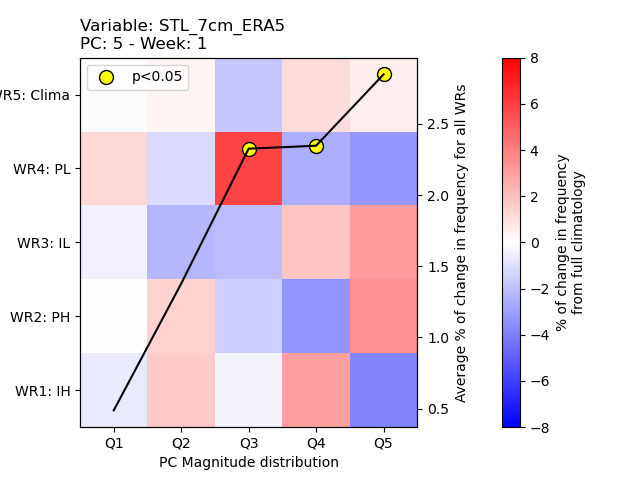 Variable: STL_7cm_ERA5
PC: 5 - Week: 1
p<0.05
WR5: Clima
WR4: PL
WR3: IL
WR2: PH
WR1: IH
Q1 Q2 Q3 Q4 Q5
PC Magnitude distribution
2.5
2.0
1.5
1.0
0.5
Average % of change in frequency for all WRs
8
6
4
2
0
−2
−4
−6
−8
% of change in frequency
from full climatology